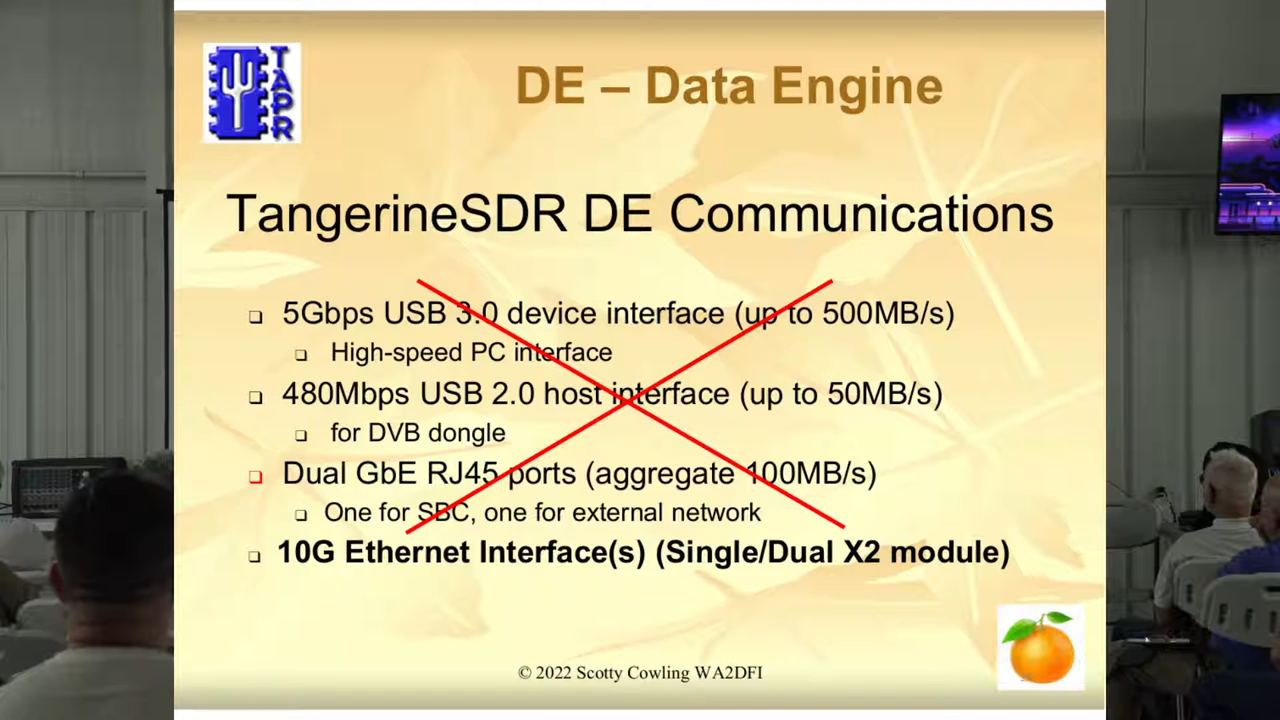 TAPR
DE – Data Engine
TangerineSDR DE Communications
5Gbps USB 3.0 device interface (up to 500MB/s)
High-speed PC interface
480Mbps USB 2.0 host interface (up to 50MB/s)
for DVB dongle
Dual GbE RJ45 ports (aggregate 100MB/s)
One for SBC, one for external network
10G Ethernet Interface(s) (Single/Dual X2 module)
© 2022 Scotty Cowling WA2DFI